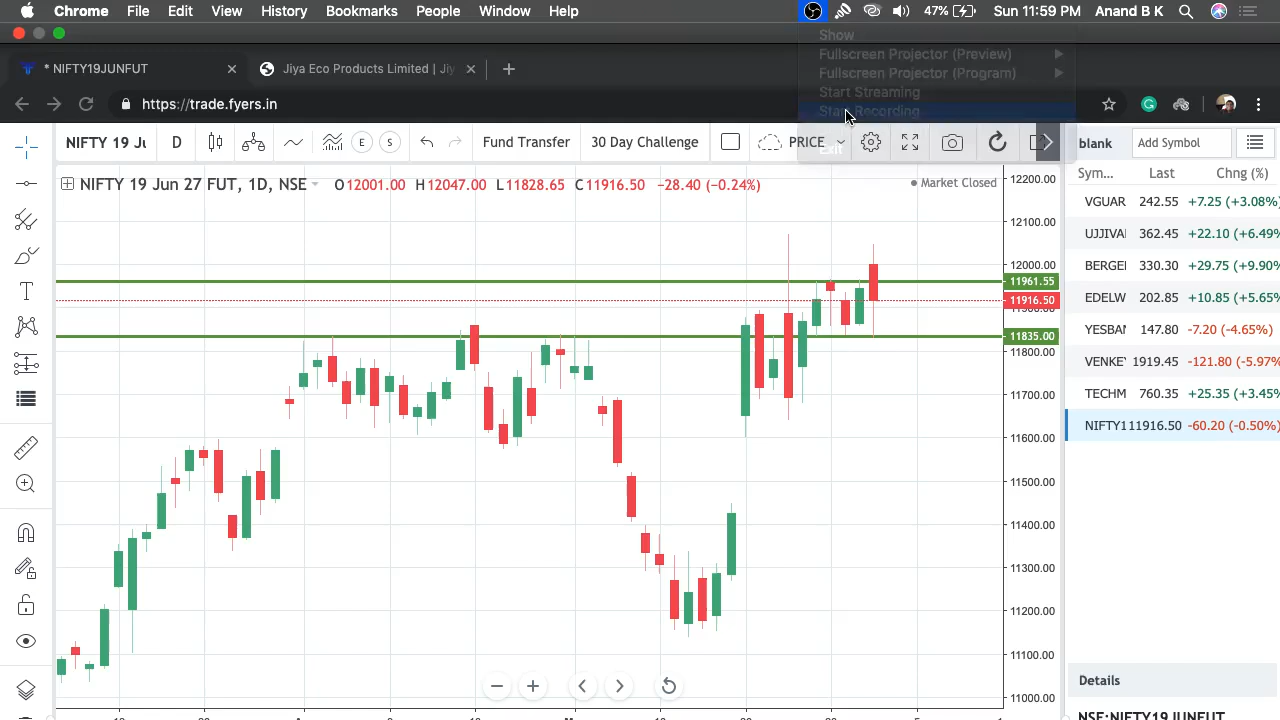 Chrome File Edit View History Bookmarks People Window Help 47% Sun 11:59 PM Anand B K
Show
Fullscreen Projector (Preview)
Fullscreen Projector (Program)
Start Streaming
Start Recording
Exit
* NIFTY19JUNFUT
Jiya Eco Products Limited | Jiy
https://trade.fyers.in
NIFTY 19 Ju D E S Fund Transfer 30 Day Challenge PRICE
blank Add Symbol
NIFTY 19 Jun 27 FUT, 1D, NSE O12001.00 H12047.00 L11828.65 C11916.50 −28.40 (−0.24%)
Market Closed
Sym... Last Chng (%)
VGUAR 242.55 +7.25 (+3.08%
UJJIVAI 362.45 +22.10 (+6.49%
BERGEI 330.30 +29.75 (+9.90%
EDELW 202.85 +10.85 (+5.65%
YESBAI 147.80 -7.20 (-4.65%)
VENKE' 1919.45 -121.80 (-5.97%
TECHM 760.35 +25.35 (+3.45%
NIFTY1 11916.50 -60.20 (-0.50%)
12200.00
12100.00
12000.00
11961.55
11916.50
11900.00
11835.00
11800.00
11700.00
11600.00
11500.00
11400.00
11300.00
11200.00
11100.00
11000.00
Details
NSE:NIFTY19JUNFUT